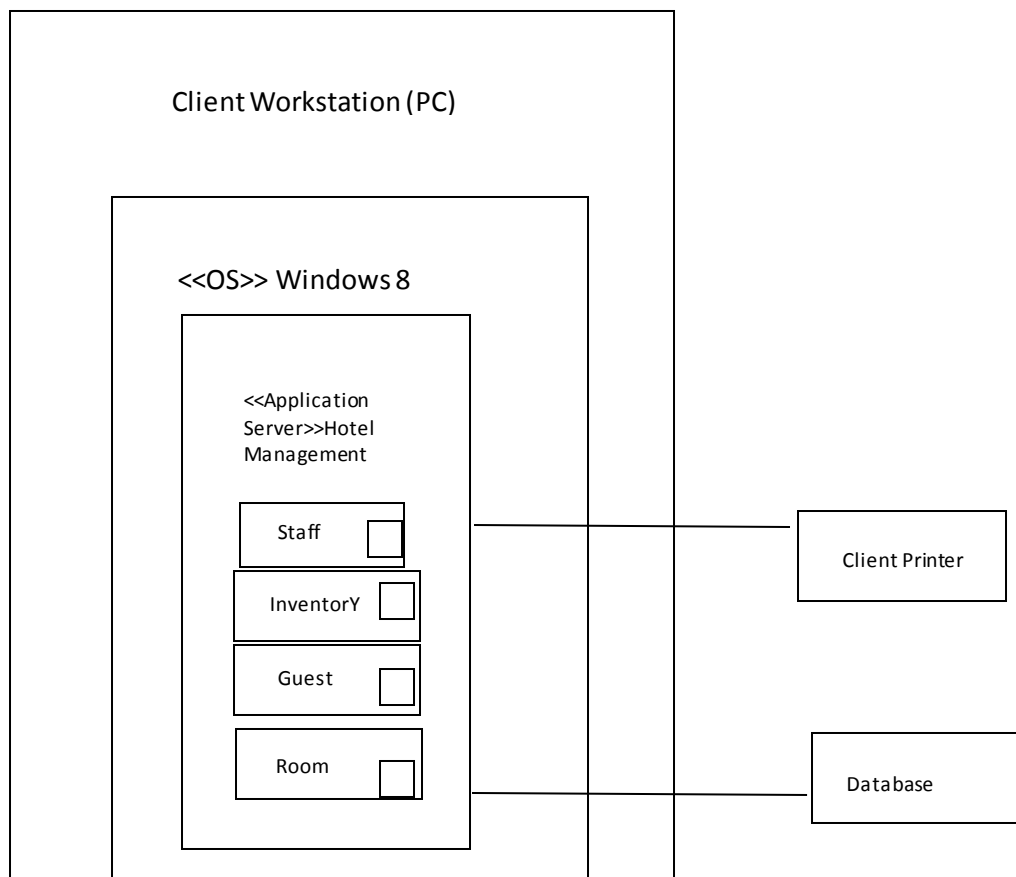 Client Workstation (PC)
<<OS>> Windows 8
<<Application
Server>>Hotel
Management
Staff
InventorY
Guest
Room
Client Printer
Database